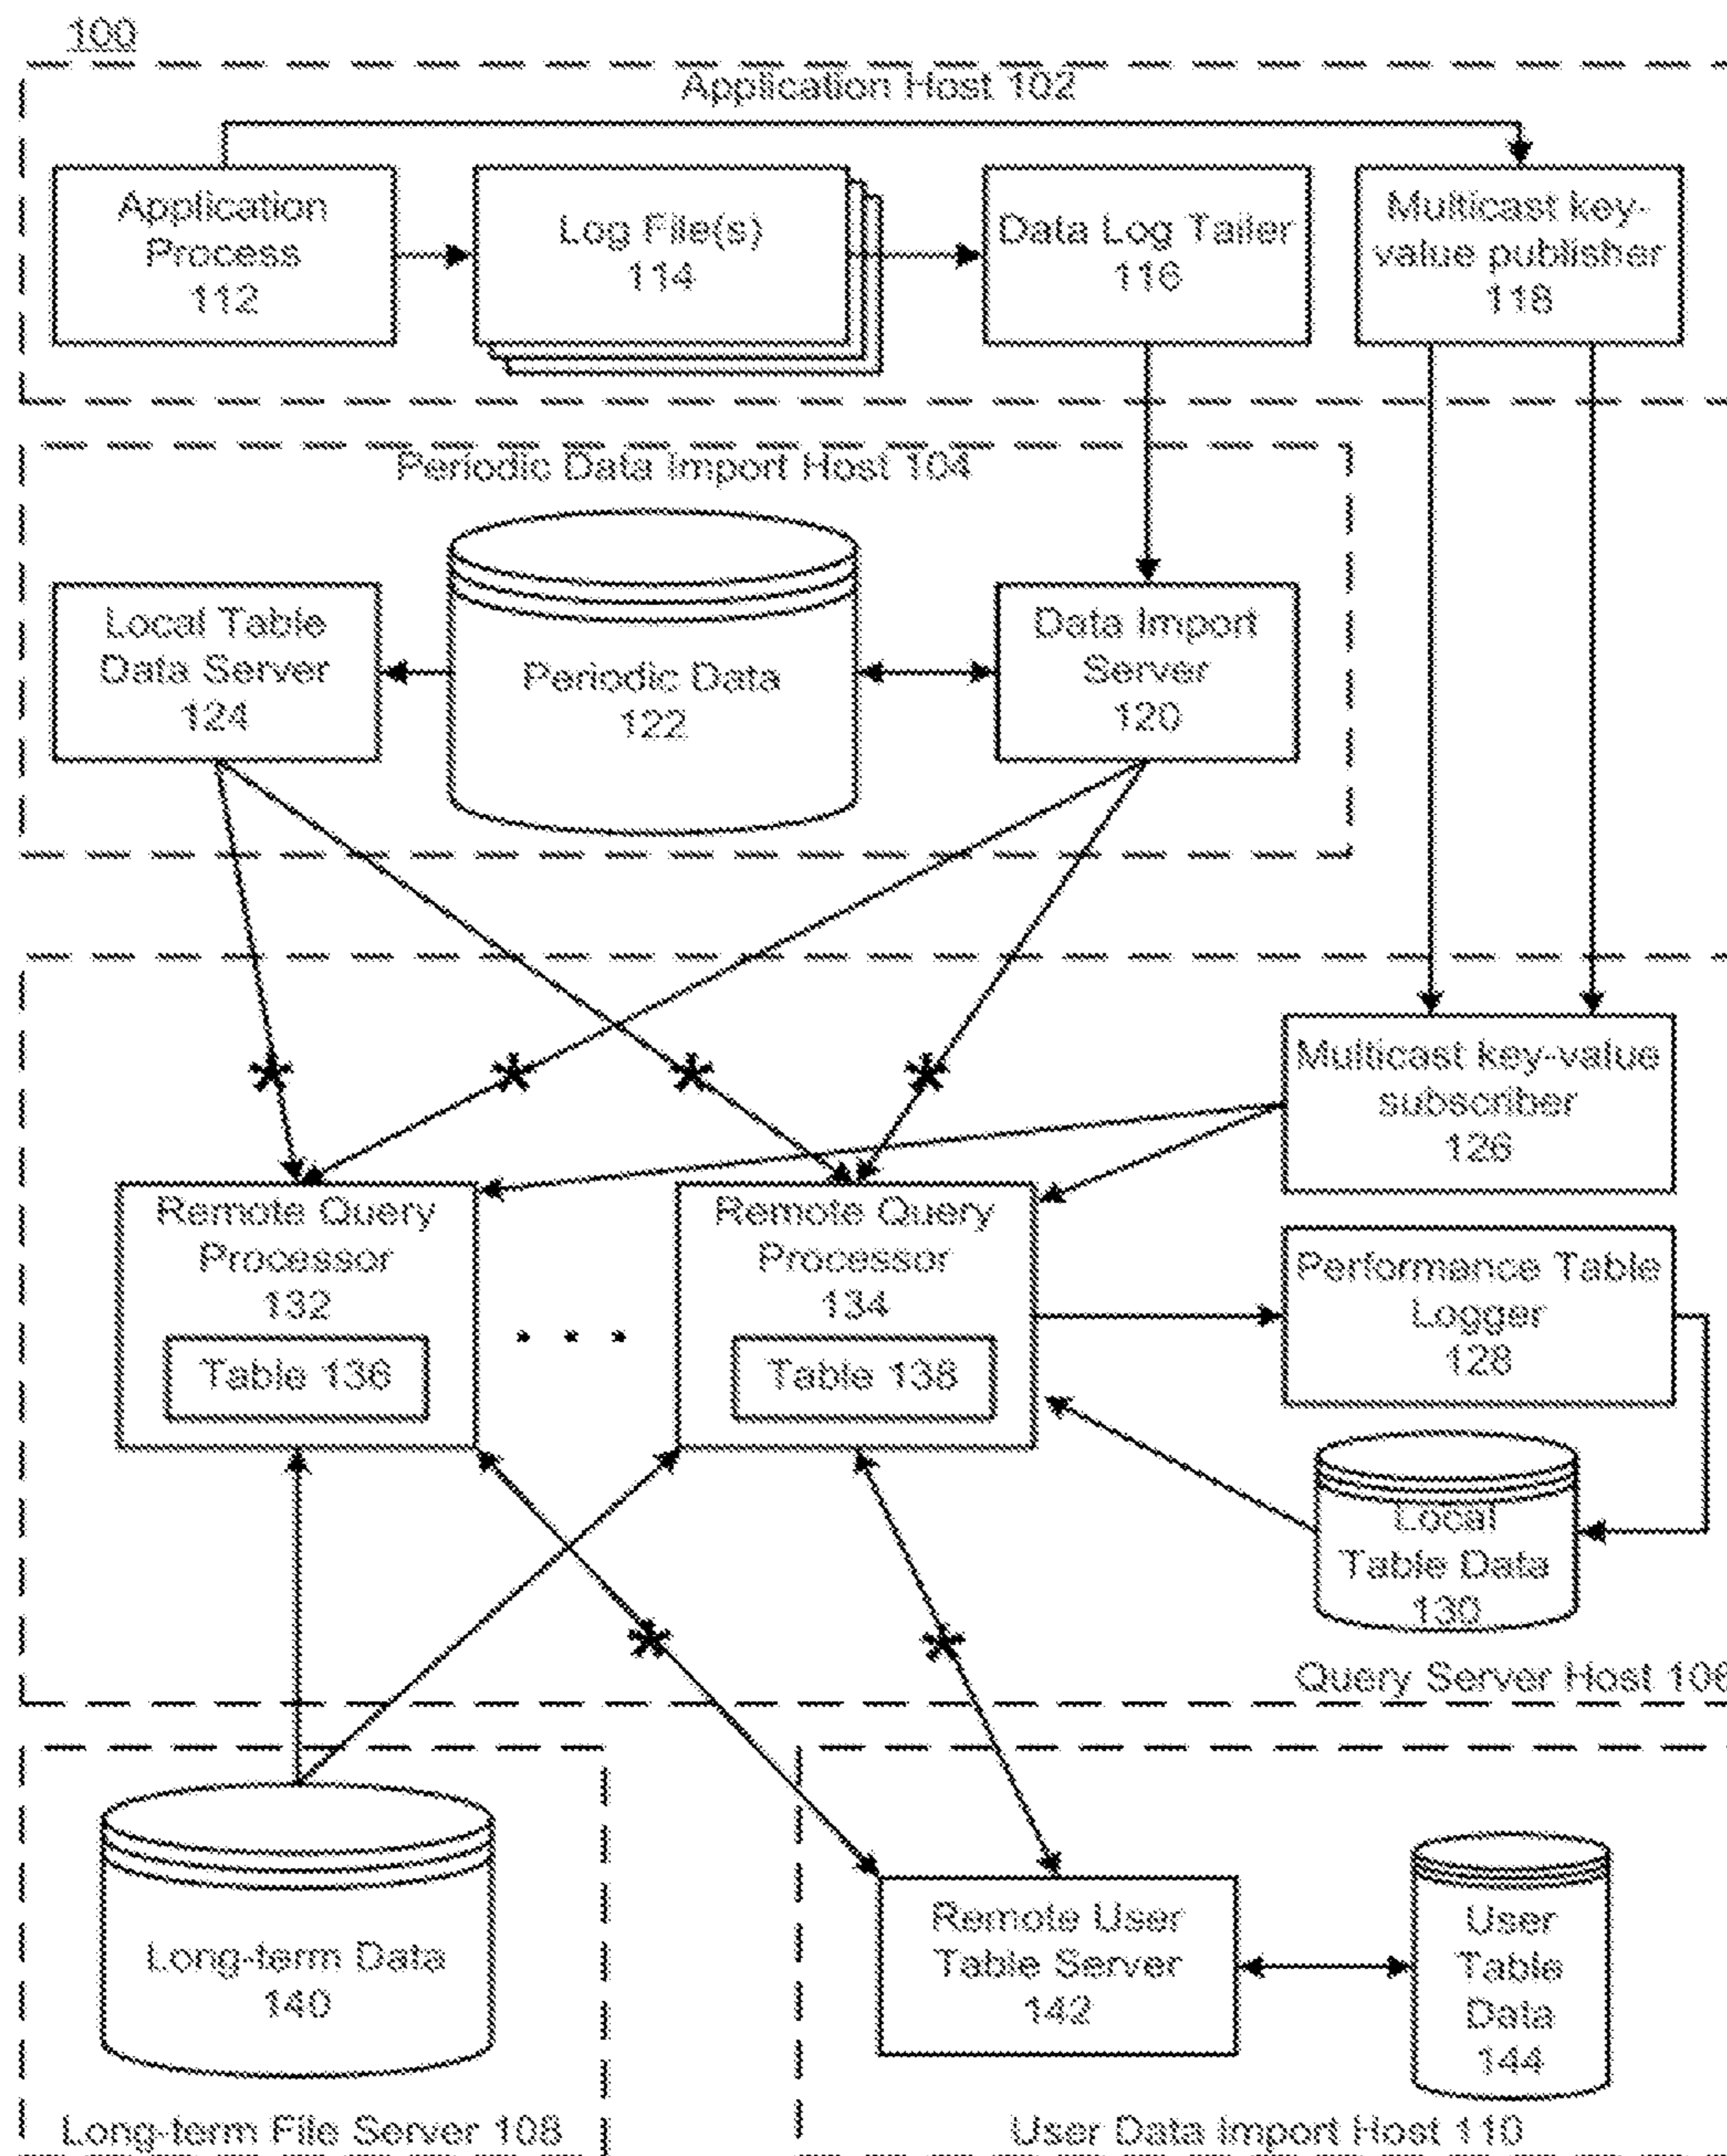 100
Application Host 102
Application
Process
112
Log File(s)
114
Data Log Tailer
116
Multicast key-
value publisher
118
Periodic Data Import Host 104
Local Table
Data Server
124
Periodic Data
122
Data Import
Server
120
Multicast key-value
subscriber
126
Remote Query
Processor
132
Table 136
Remote Query
Processor
134
Table 138
Performance Table
Logger
128
Local
Table Data
130
Query Server Host 106
Long-term Data
140
Long-term File Server 108
Remote User
Table Server
142
User
Table
Data
144
User Data Import Host 110